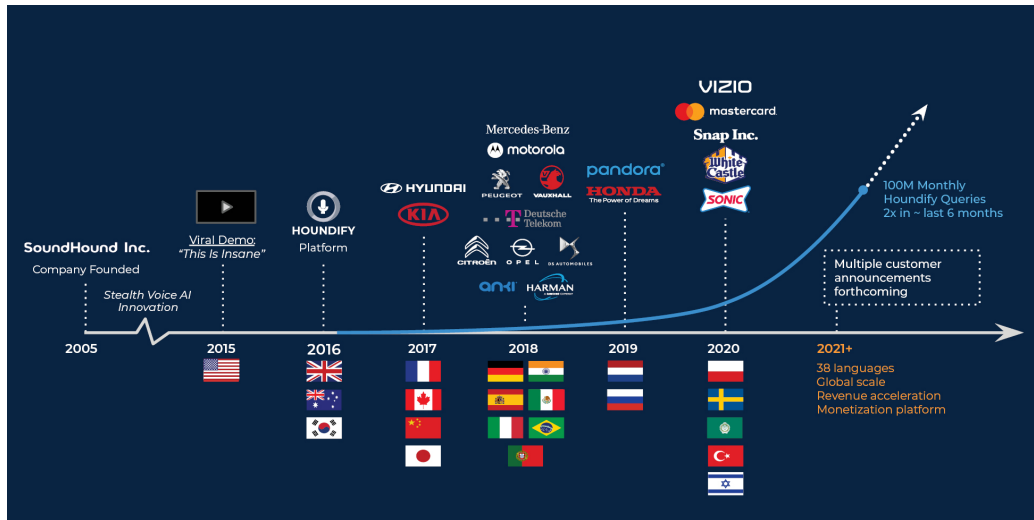 SoundHound Inc.
Company Founded
Stealth Voice AI
Innovation
Viral Demo:
"This Is Insane"
HOUNDIFY
Platform
HYUNDAI
KIA
Mercedes-Benz
motorola
PEUGEOT
VAUXHALL
Deutsche
Telekom
T
CITROËN
OPEL
DS AUTOMOBILES
anki
HARMAN
pandora
HONDA
The Power of Dreams
VIZIO
mastercard
Snap Inc.
White
Castle
SONIC
100M Monthly
Houndify Queries
2x in ~ last 6 months
Multiple customer
announcements
forthcoming
2005
2015
2016
2017
2018
2019
2020
2021+
38 languages
Global scale
Revenue acceleration
Monetization platform